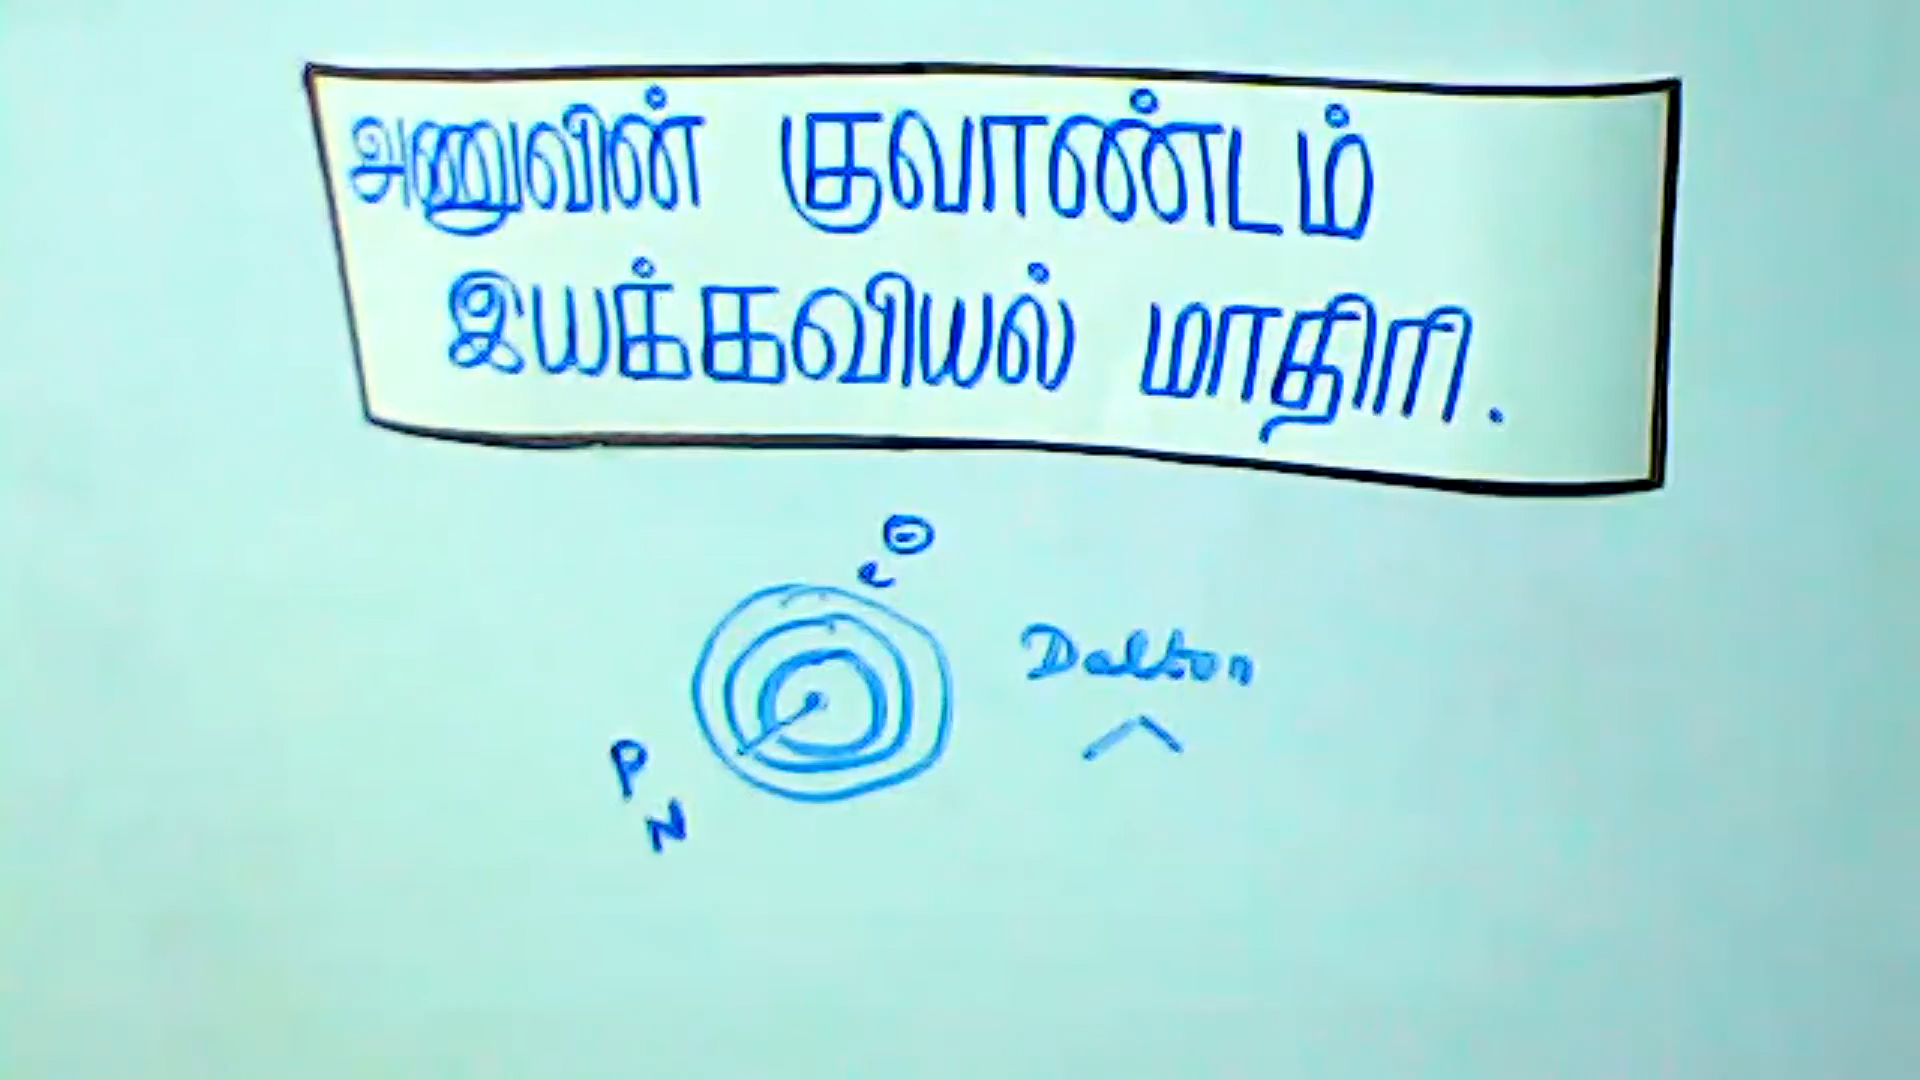 அணுவின் குவாண்டம்
இயக்கவியல் மாதிரி.
e ⊖
Dalton
P
N